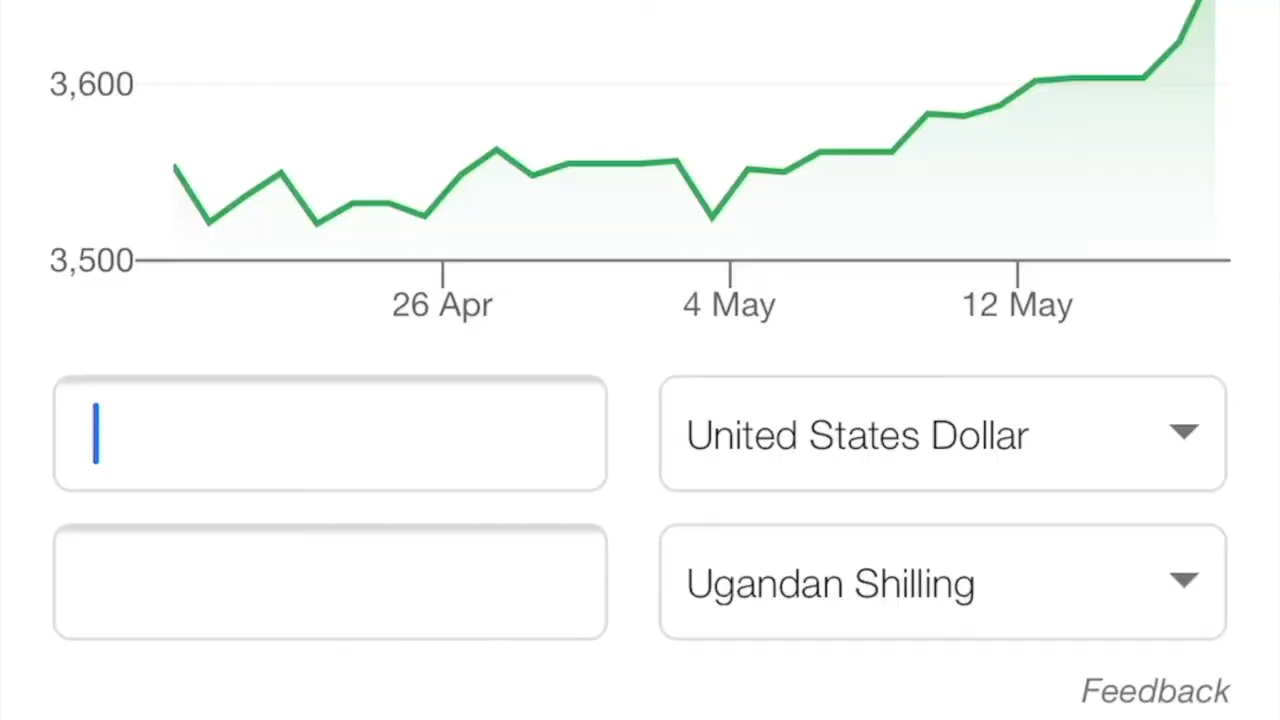 3,600
3,500
26 Apr 4 May 12 May
United States Dollar
Ugandan Shilling
Feedback